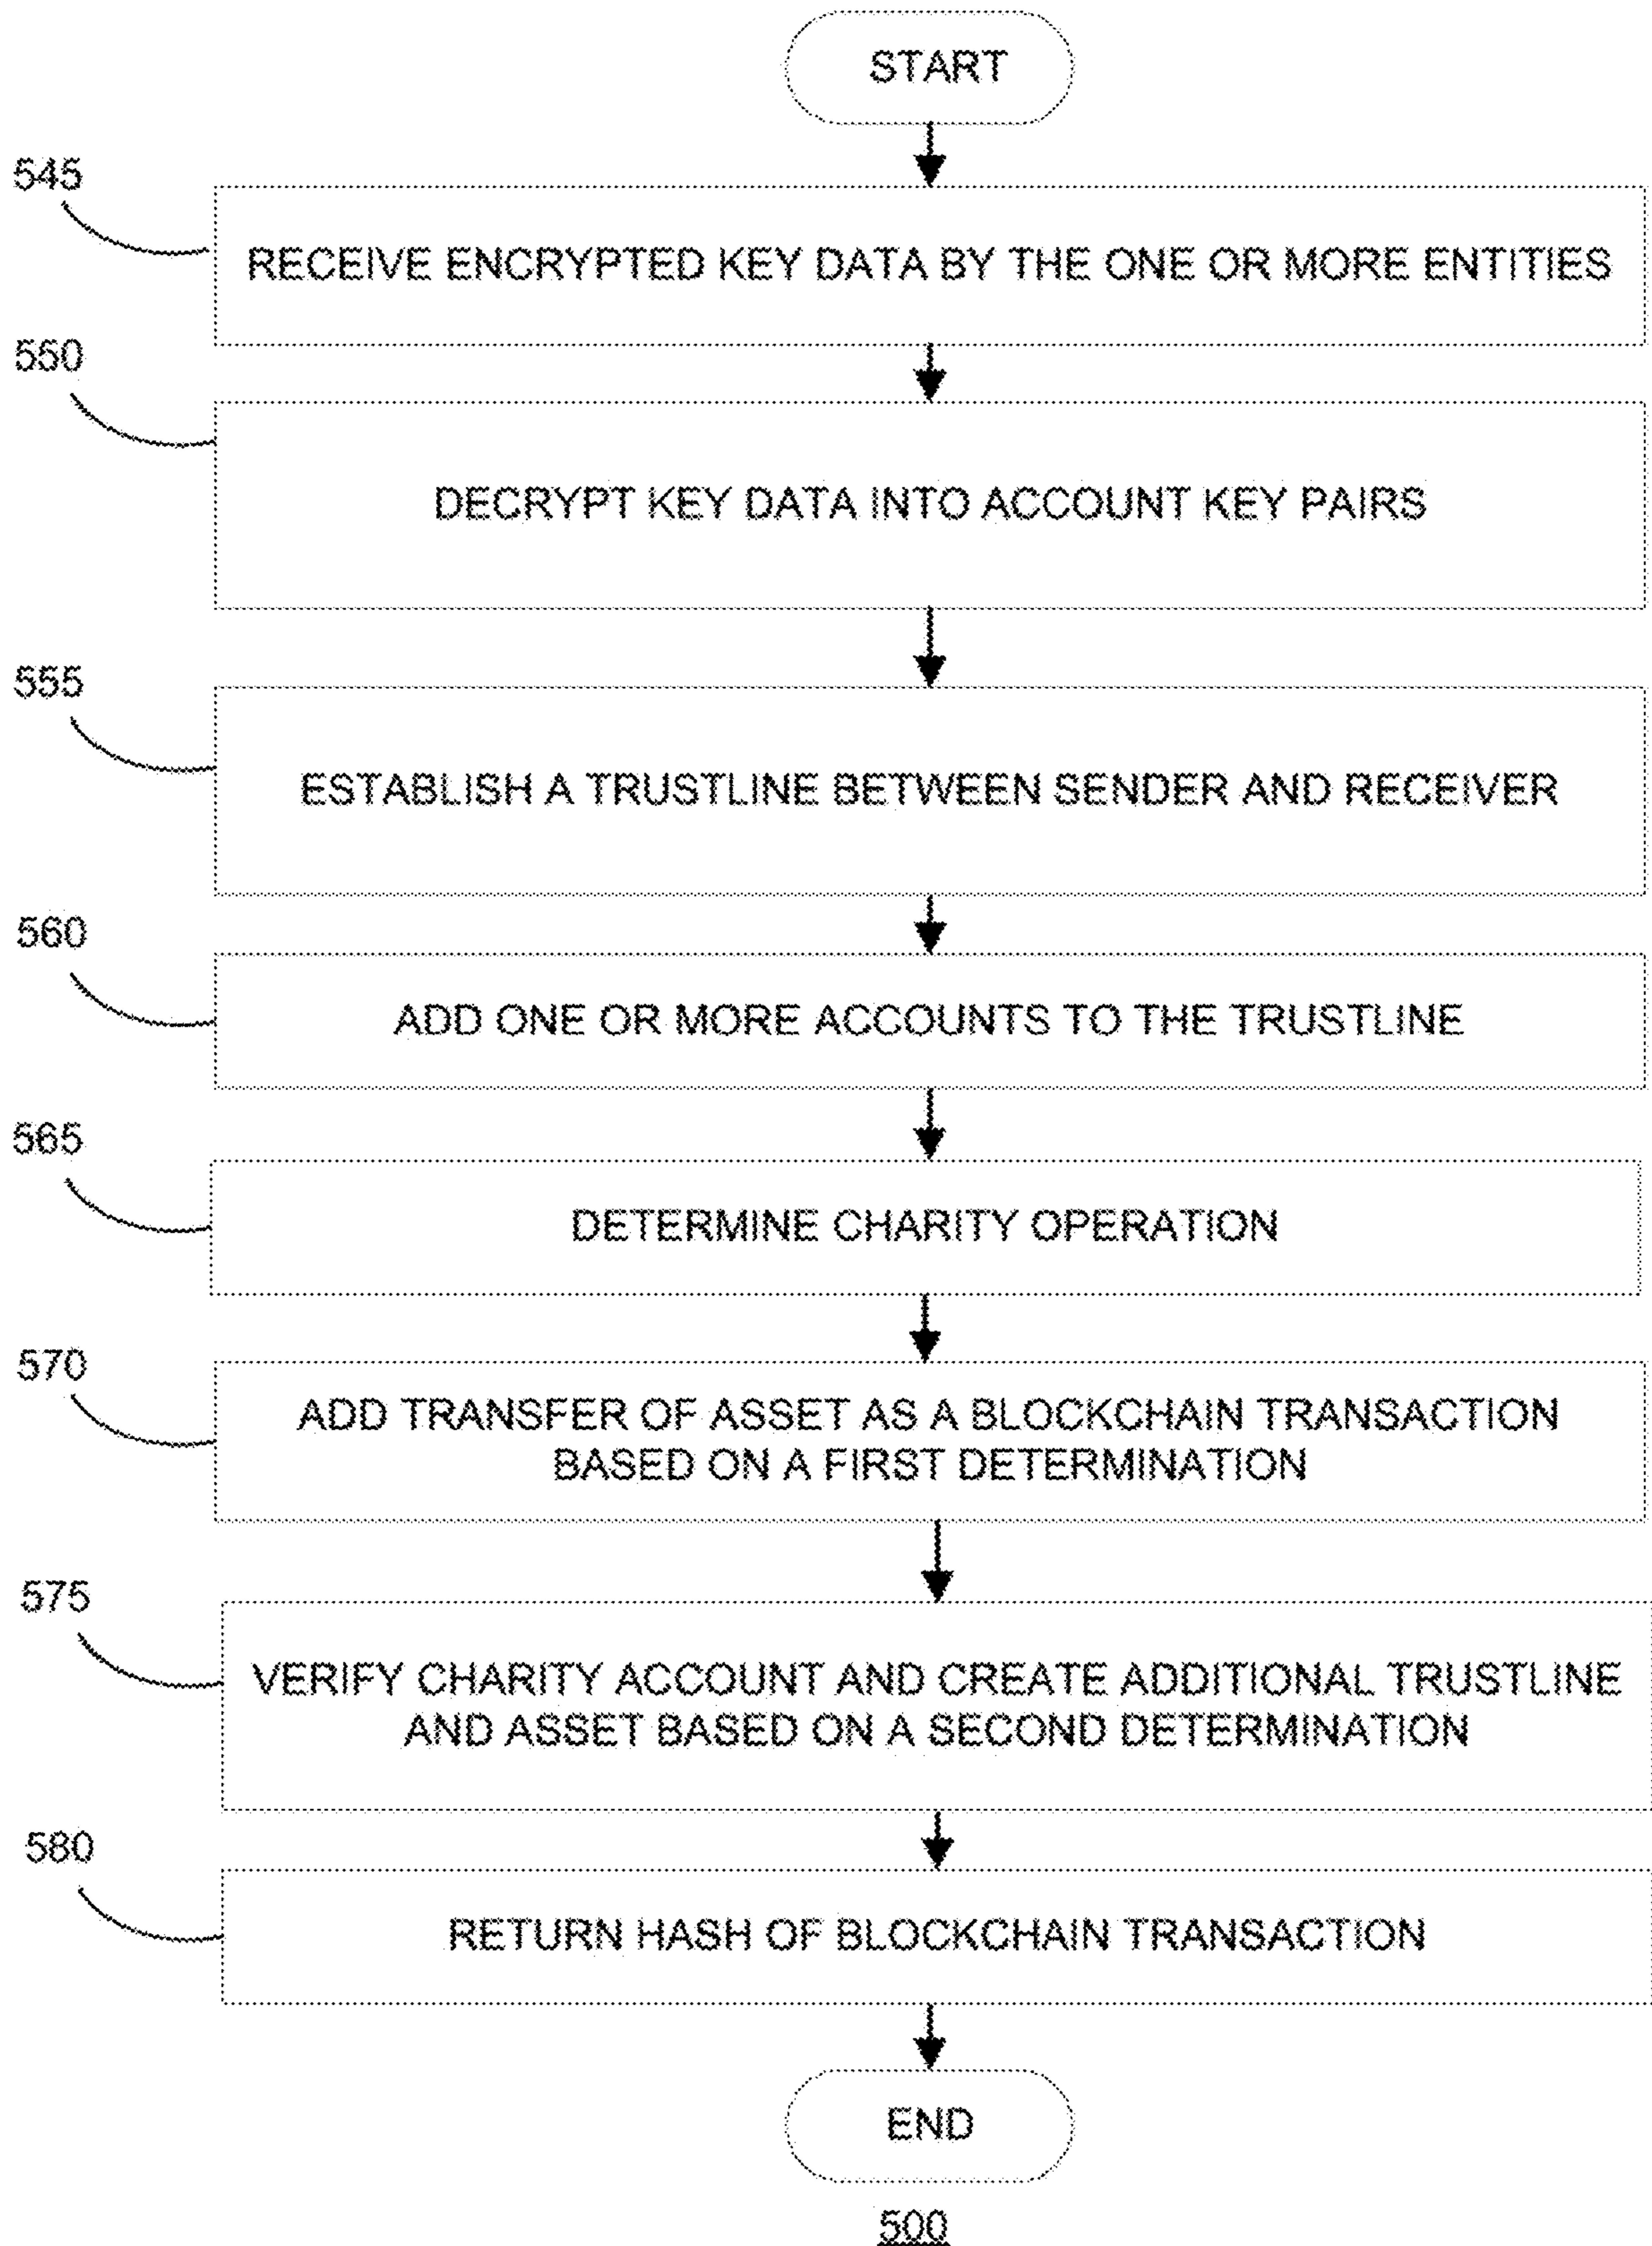 START
545
RECEIVE ENCRYPTED KEY DATA BY THE ONE OR MORE ENTITIES
550
DECRYPT KEY DATA INTO ACCOUNT KEY PAIRS
555
ESTABLISH A TRUSTLINE BETWEEN SENDER AND RECEIVER
560
ADD ONE OR MORE ACCOUNTS TO THE TRUSTLINE
565
DETERMINE CHARITY OPERATION
570
ADD TRANSFER OF ASSET AS A BLOCKCHAIN TRANSACTION
BASED ON A FIRST DETERMINATION
575
VERIFY CHARITY ACCOUNT AND CREATE ADDITIONAL TRUSTLINE
AND ASSET BASED ON A SECOND DETERMINATION
580
RETURN HASH OF BLOCKCHAIN TRANSACTION
END
500